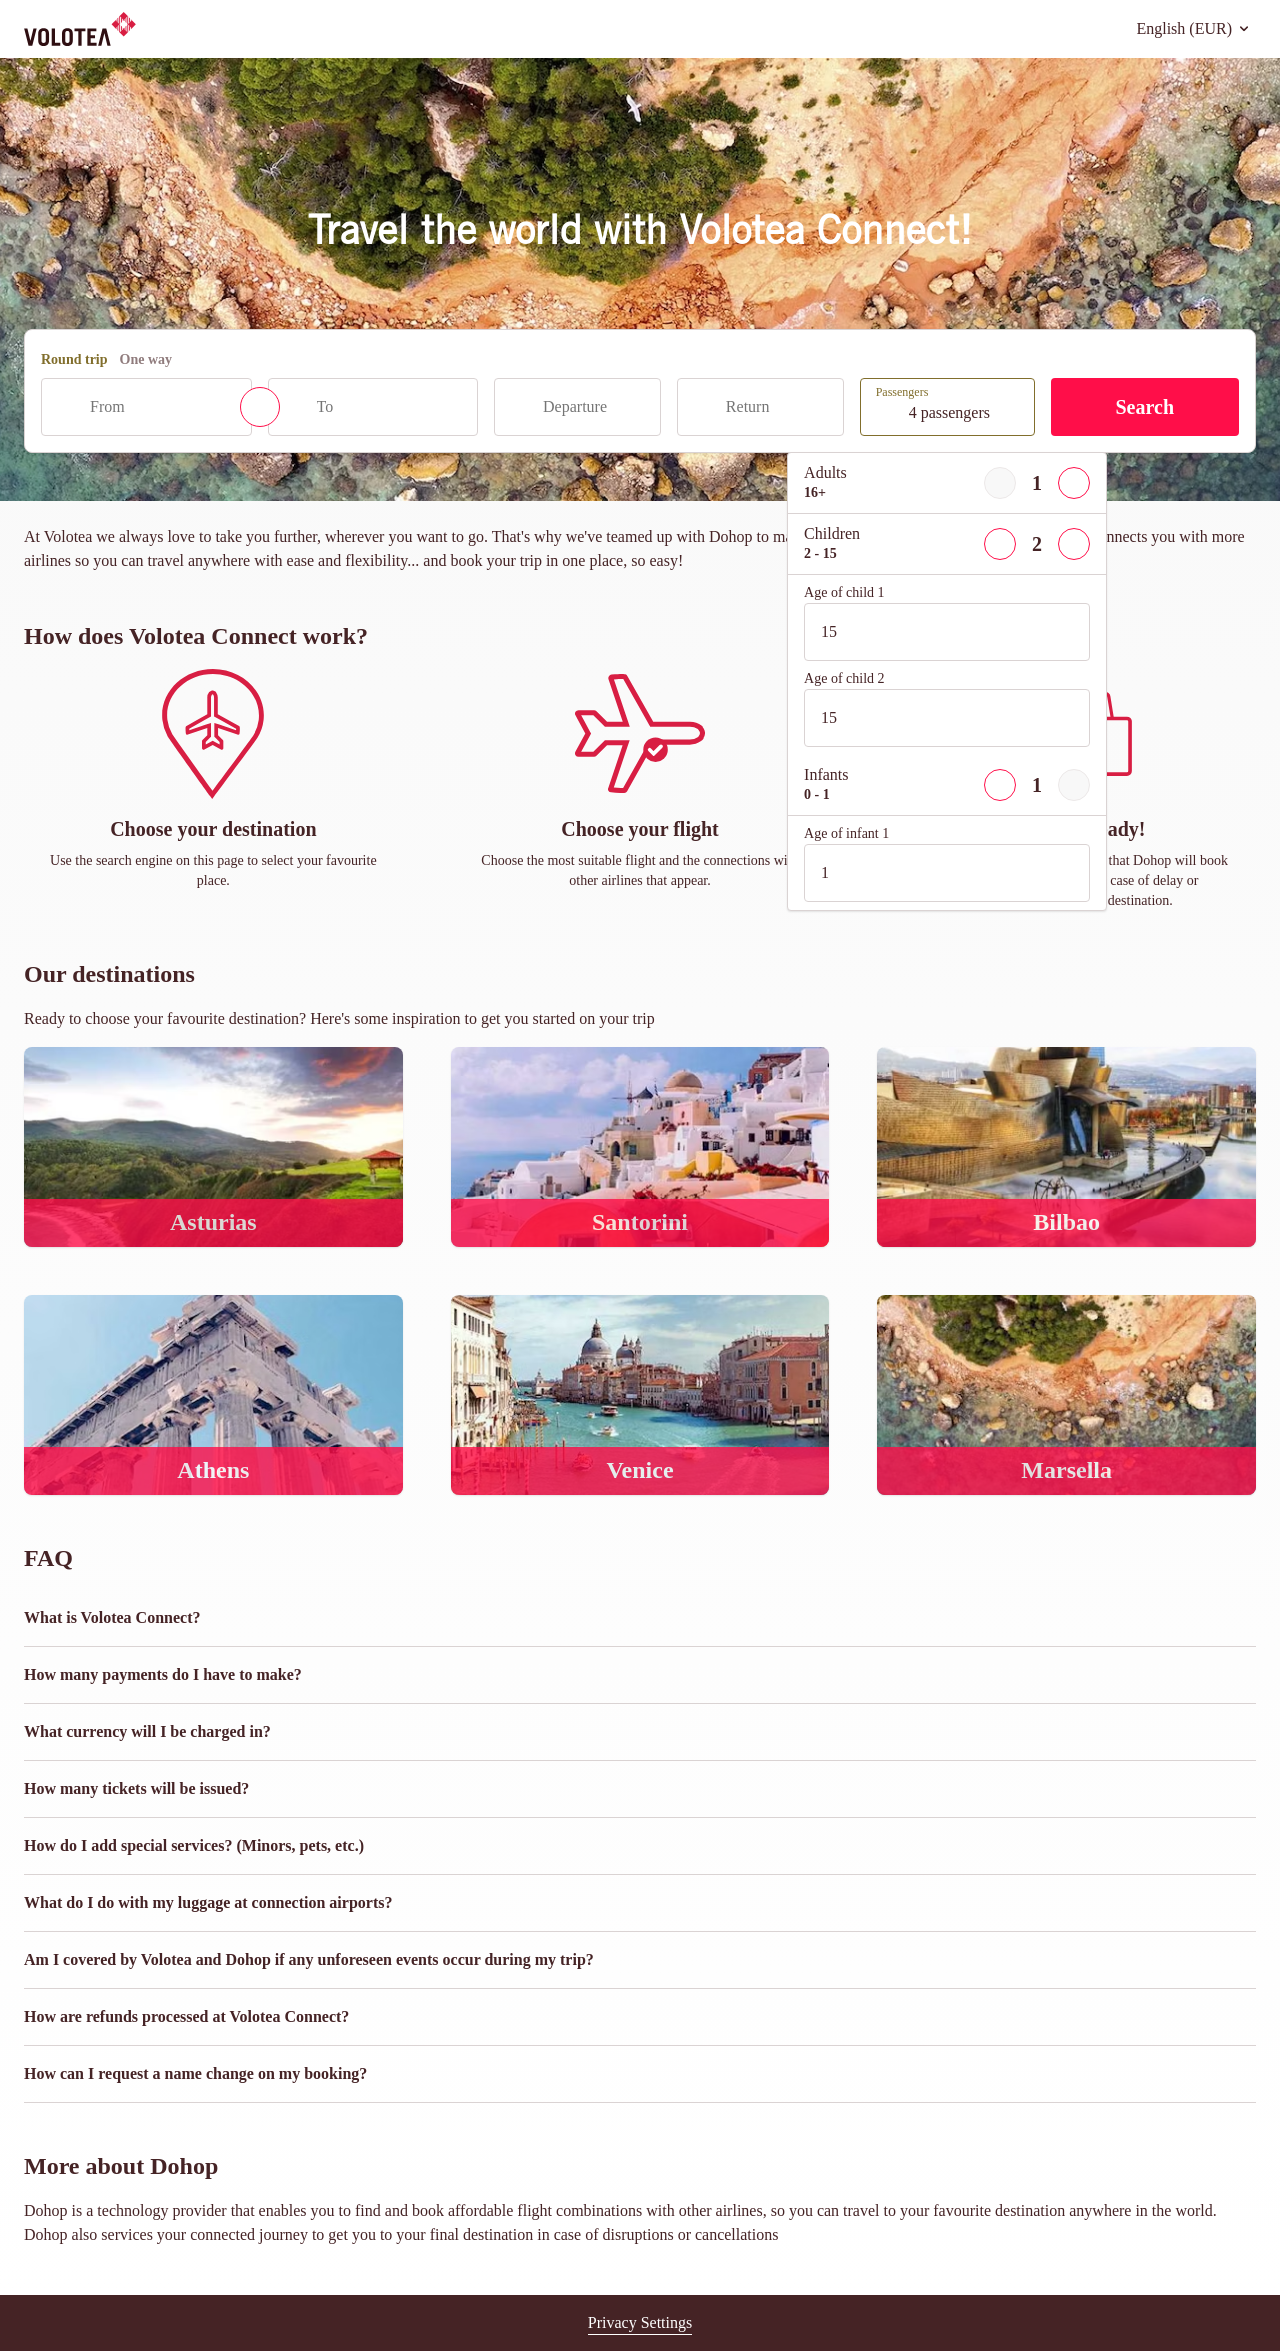 VOLOTEA
English (EUR)
Travel the world with Volotea Connect!
Round trip One way
From
To
Departure
Return
Passengers
4 passengers
Search
Adults
16+
1
Children
2 - 15
2
Age of child 1
15
Age of child 2
15
Infants
0 - 1
1
Age of infant 1
1
At Volotea we always love to take you further, wherever you want to go. That's why we've teamed up with Dohop to ma nnects you with more
airlines so you can travel anywhere with ease and flexibility... and book your trip in one place, so easy!
How does Volotea Connect work?
Choose your destination
Use the search engine on this page to select your favourite
place.
Choose your flight
Choose the most suitable flight and the connections wi
other airlines that appear.
ady!
that Dohop will book
case of delay or
destination.
Our destinations
Ready to choose your favourite destination? Here's some inspiration to get you started on your trip
Asturias
Santorini
Bilbao
Athens
Venice
Marsella
FAQ
What is Volotea Connect?
How many payments do I have to make?
What currency will I be charged in?
How many tickets will be issued?
How do I add special services? (Minors, pets, etc.)
What do I do with my luggage at connection airports?
Am I covered by Volotea and Dohop if any unforeseen events occur during my trip?
How are refunds processed at Volotea Connect?
How can I request a name change on my booking?
More about Dohop
Dohop is a technology provider that enables you to find and book affordable flight combinations with other airlines, so you can travel to your favourite destination anywhere in the world.
Dohop also services your connected journey to get you to your final destination in case of disruptions or cancellations
Privacy Settings